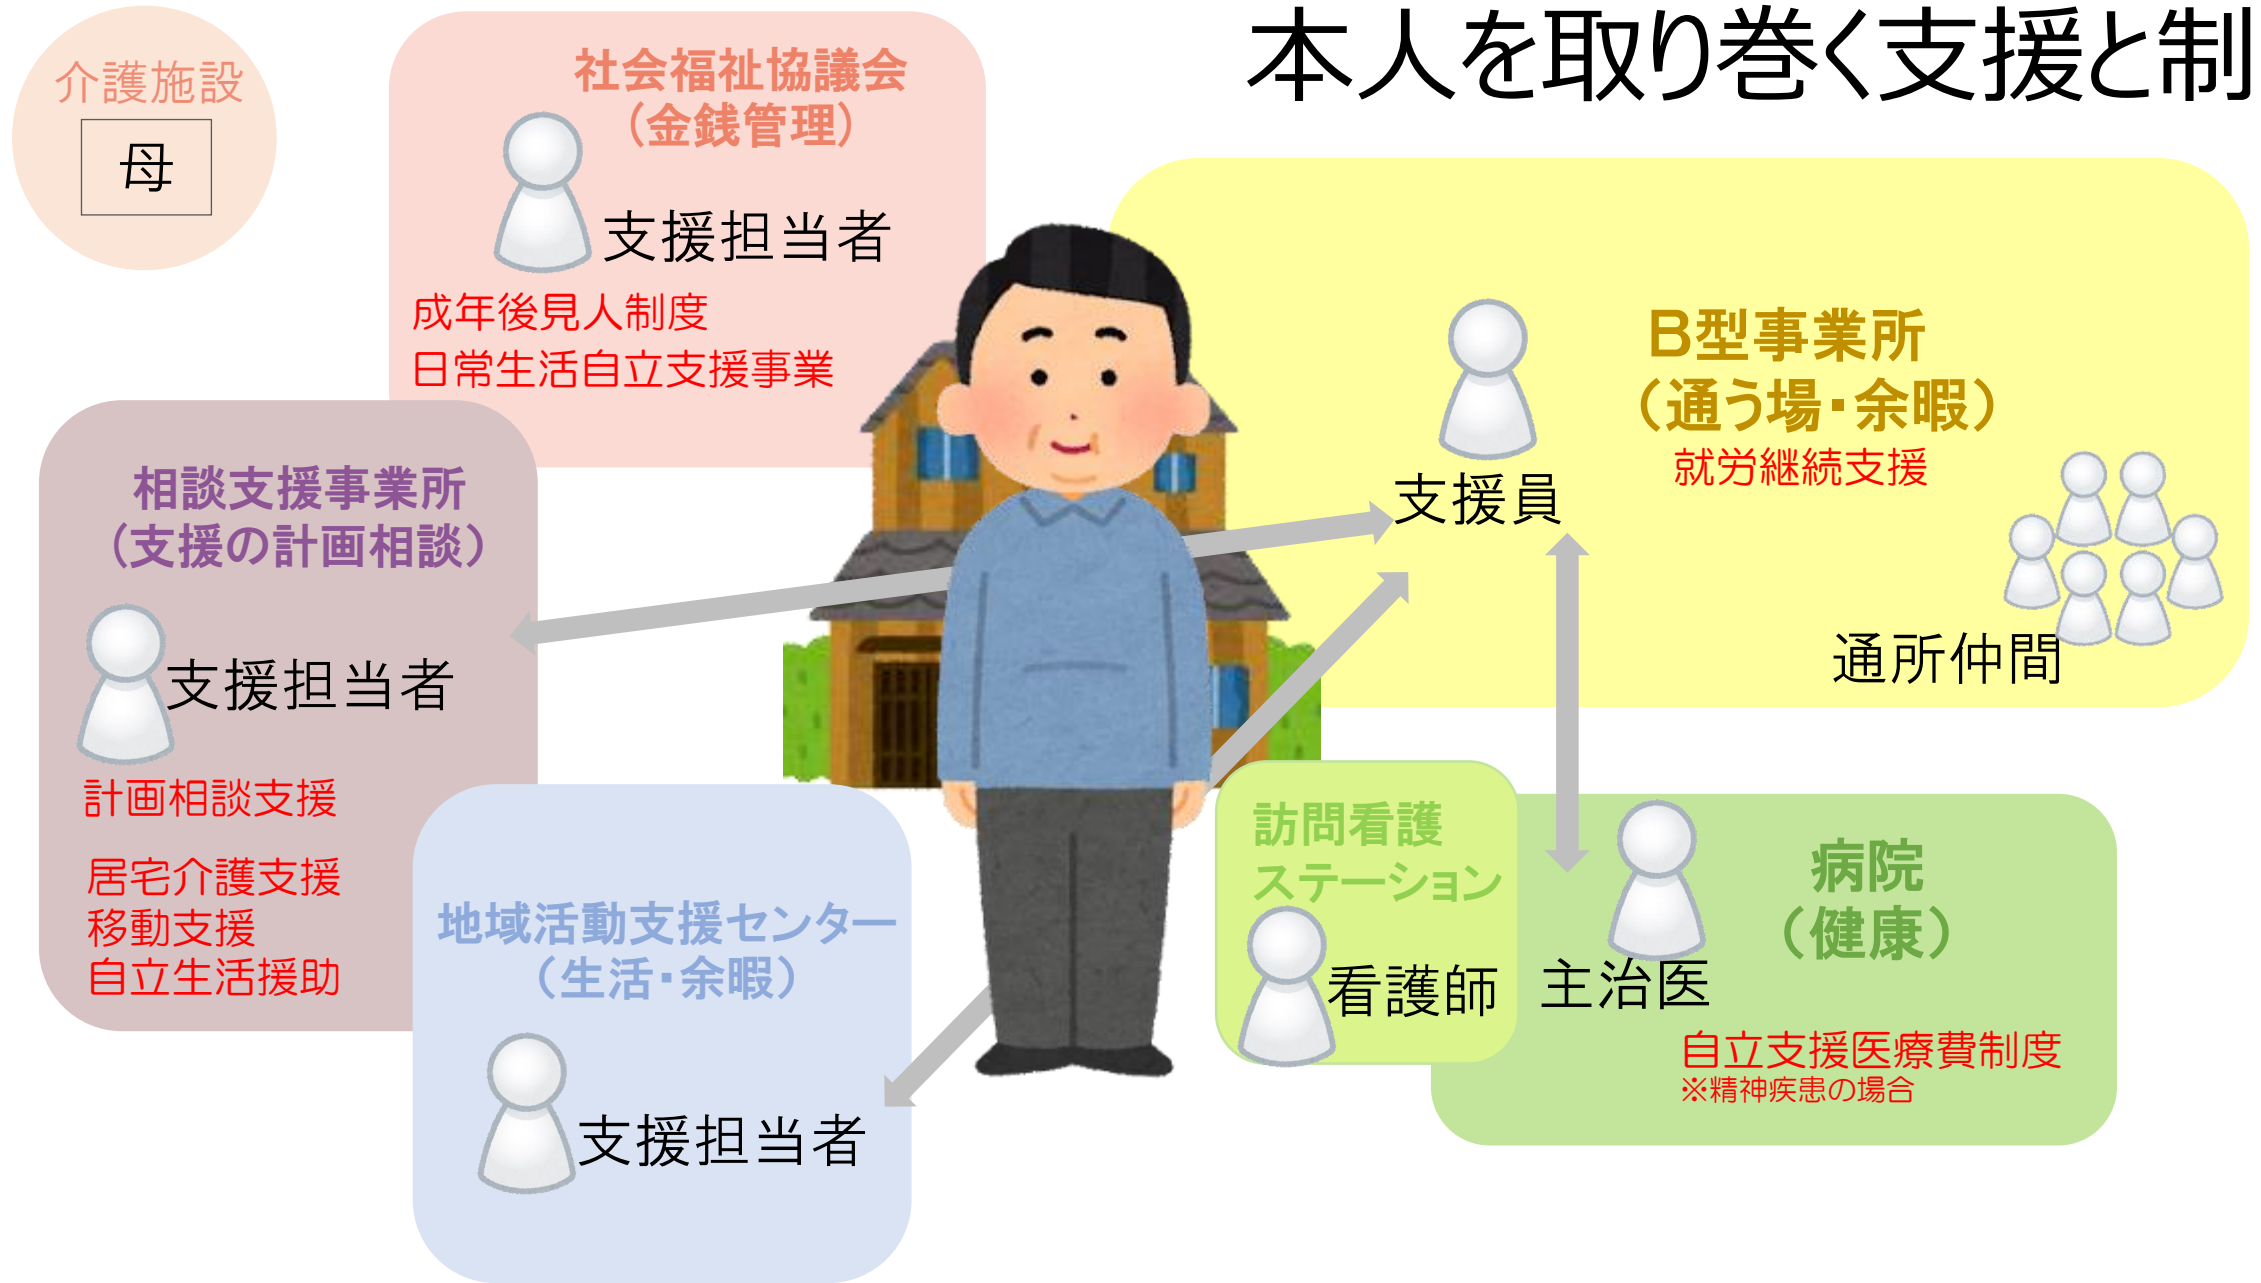 本人を取り巻く支援と制
介護施設
母
社会福祉協議会
（金銭管理）
支援担当者
成年後見人制度
日常生活自立支援事業
B型事業所
（通う場・余暇）
就労継続支援
支援員
通所仲間
相談支援事業所
（支援の計画相談）
支援担当者
計画相談支援
居宅介護支援
移動支援
自立生活援助
地域活動支援センター
（生活・余暇）
支援担当者
訪問看護
ステーション
看護師
病院
（健康）
主治医
自立支援医療費制度
※精神疾患の場合